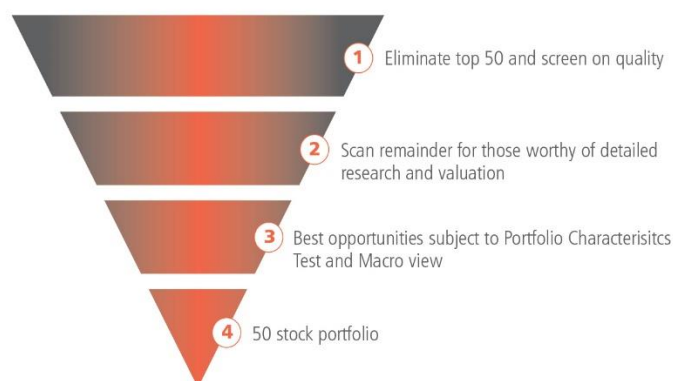 1 Eliminate top 50 and screen on quality
2 Scan remainder for those worthy of detailed
research and valuation
3 Best opportunities subject to Portfolio Characterisitcs
Test and Macro view
4 50 stock portfolio